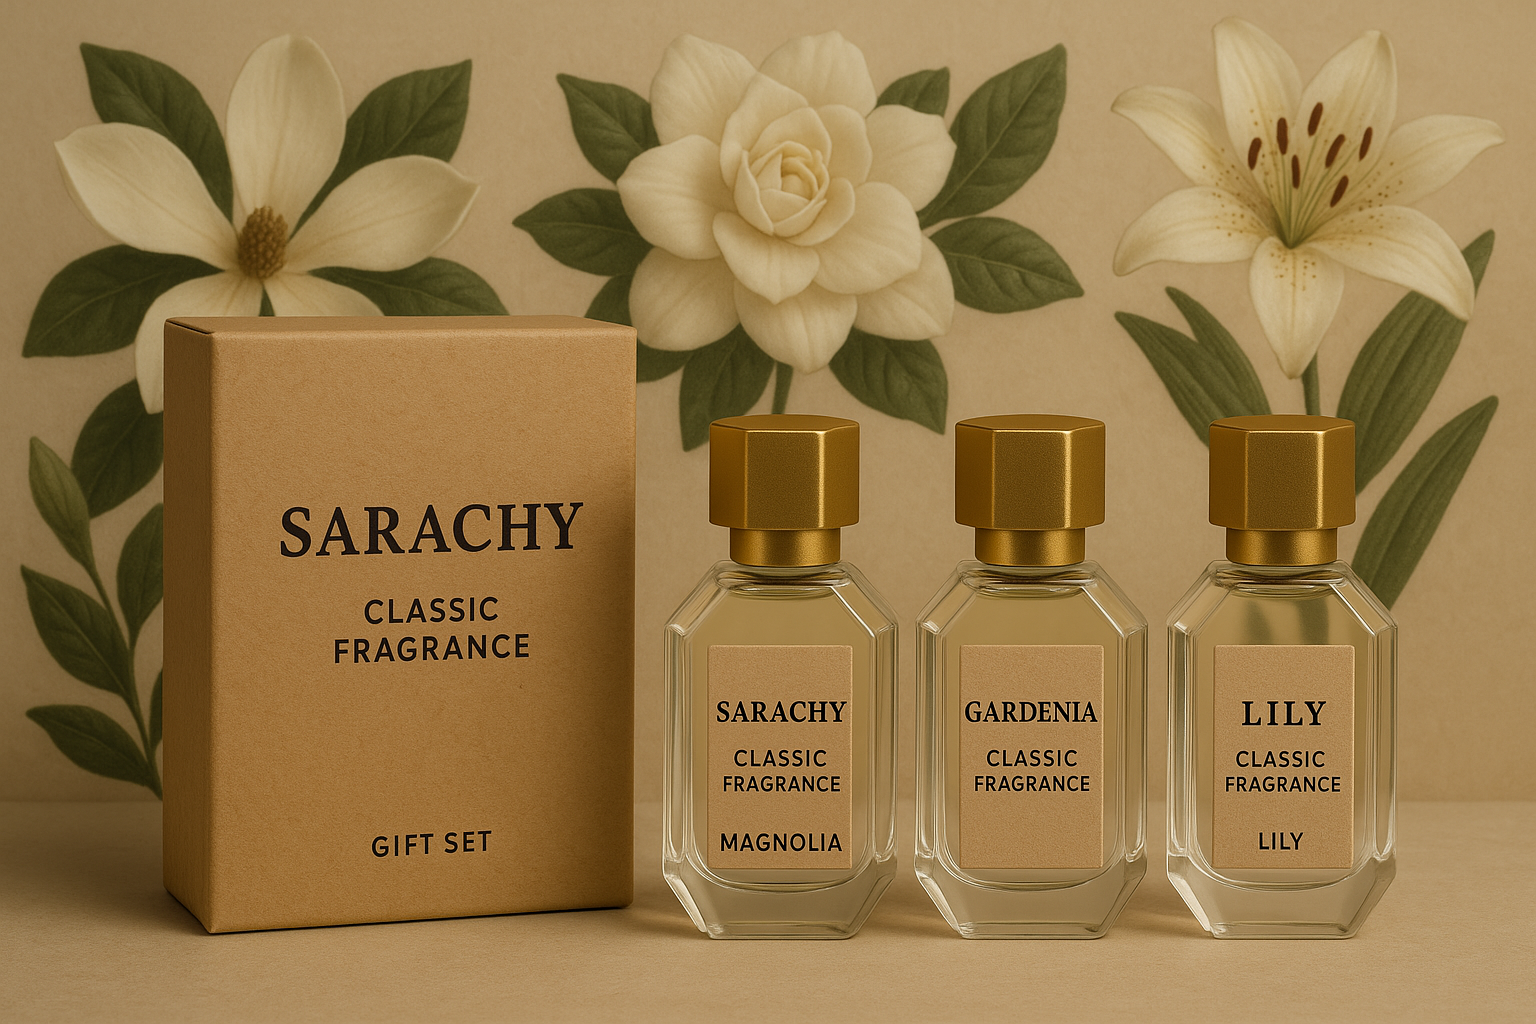 SARACHY
CLASSIC
FRAGRANCE
GIFT SET
SARACHY
CLASSIC
FRAGRANCE
MAGNOLIA
GARDENIA
CLASSIC
FRAGRANCE
LILY
CLASSIC
FRAGRANCE
LILY